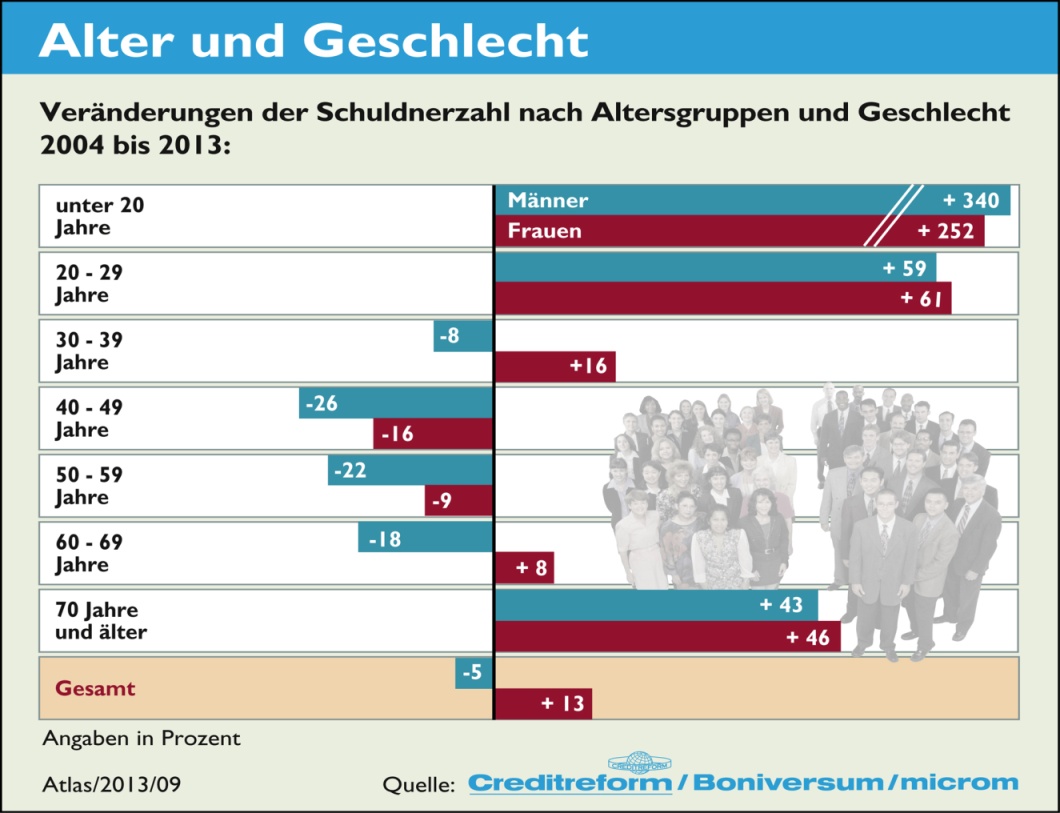 Alter und Geschlecht
Veränderungen der Schuldnerzahl nach Altersgruppen und Geschlecht
2004 bis 2013:
unter 20
Jahre
Männer
+ 340
Frauen
+ 252
20 - 29
Jahre
+ 59
+ 61
30 - 39
Jahre
-8
+16
40 - 49
Jahre
-26
-16
50 - 59
Jahre
-22
-9
60 - 69
Jahre
-18
+ 8
70 Jahre
und älter
+ 43
+ 46
Gesamt
-5
+ 13
Angaben in Prozent
Atlas/2013/09
Quelle:
CREDITREFORM
Creditreform / Boniversum / microm